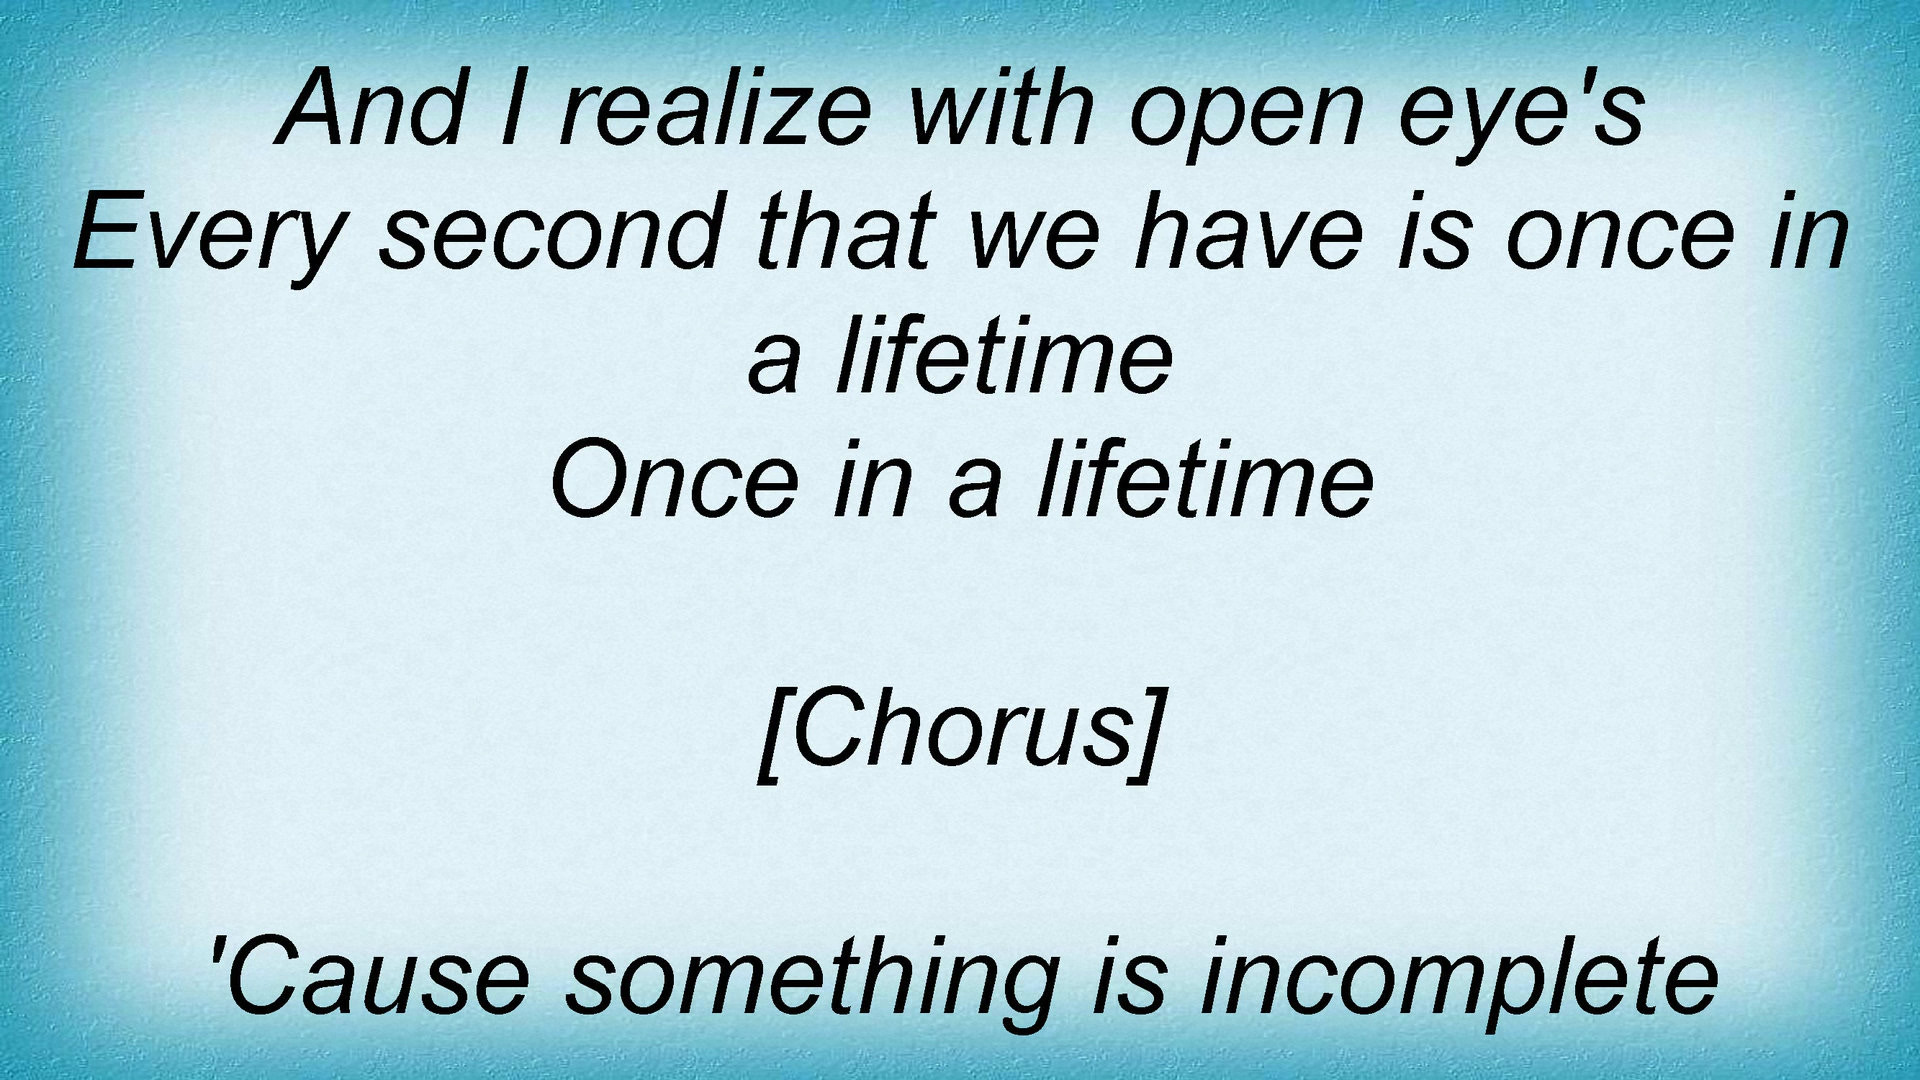 And I realize with open eye's
Every second that we have is once in
a lifetime
Once in a lifetime
[Chorus]
'Cause something is incomplete